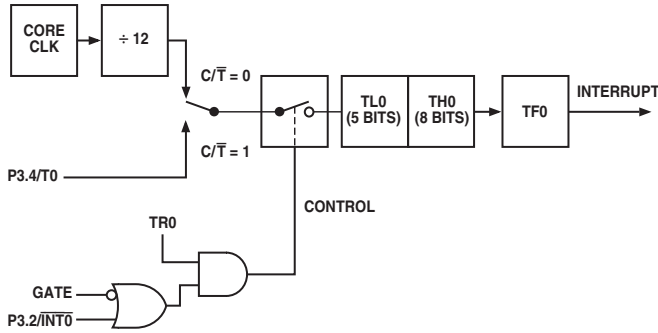 CORE
CLK
÷ 12
C/T̅ = 0
TL0
(5 BITS)
TH0
(8 BITS)
TF0
INTERRUPT
C/T̅ = 1
P3.4/T0
CONTROL
TR0
GATE
P3.2/I̅N̅T̅0̅